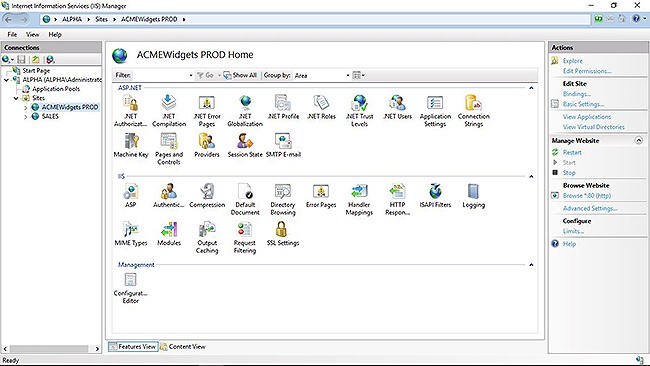 Internet Information Services (IIS) Manager
ALPHA ▸ Sites ▸ ACMEWidgets PROD ▸
File View Help
Connections
Start Page
ALPHA (ALPHA\Administrato
Application Pools
Sites
ACMEWidgets PROD
SALES
ACMEWidgets PROD Home
Filter: Go Show All Group by: Area
ASP.NET
.NET Authorizat... .NET Compilation .NET Error Pages .NET Globalization .NET Profile .NET Roles .NET Trust Levels .NET Users Application Settings Connection Strings
Machine Key Pages and Controls Providers Session State SMTP E-mail
IIS
ASP Authentic... Compression Default Document Directory Browsing Error Pages Handler Mappings HTTP Respon... ISAPI Filters Logging
MIME Types Modules Output Caching Request Filtering SSL Settings
Management
Configurat... Editor
Features View Content View
Actions
Explore
Edit Permissions...
Edit Site
Bindings...
Basic Settings...
View Applications
View Virtual Directories
Manage Website
Restart
Start
Stop
Browse Website
Browse *:80 (http)
Advanced Settings...
Configure
Limits...
Help
Ready